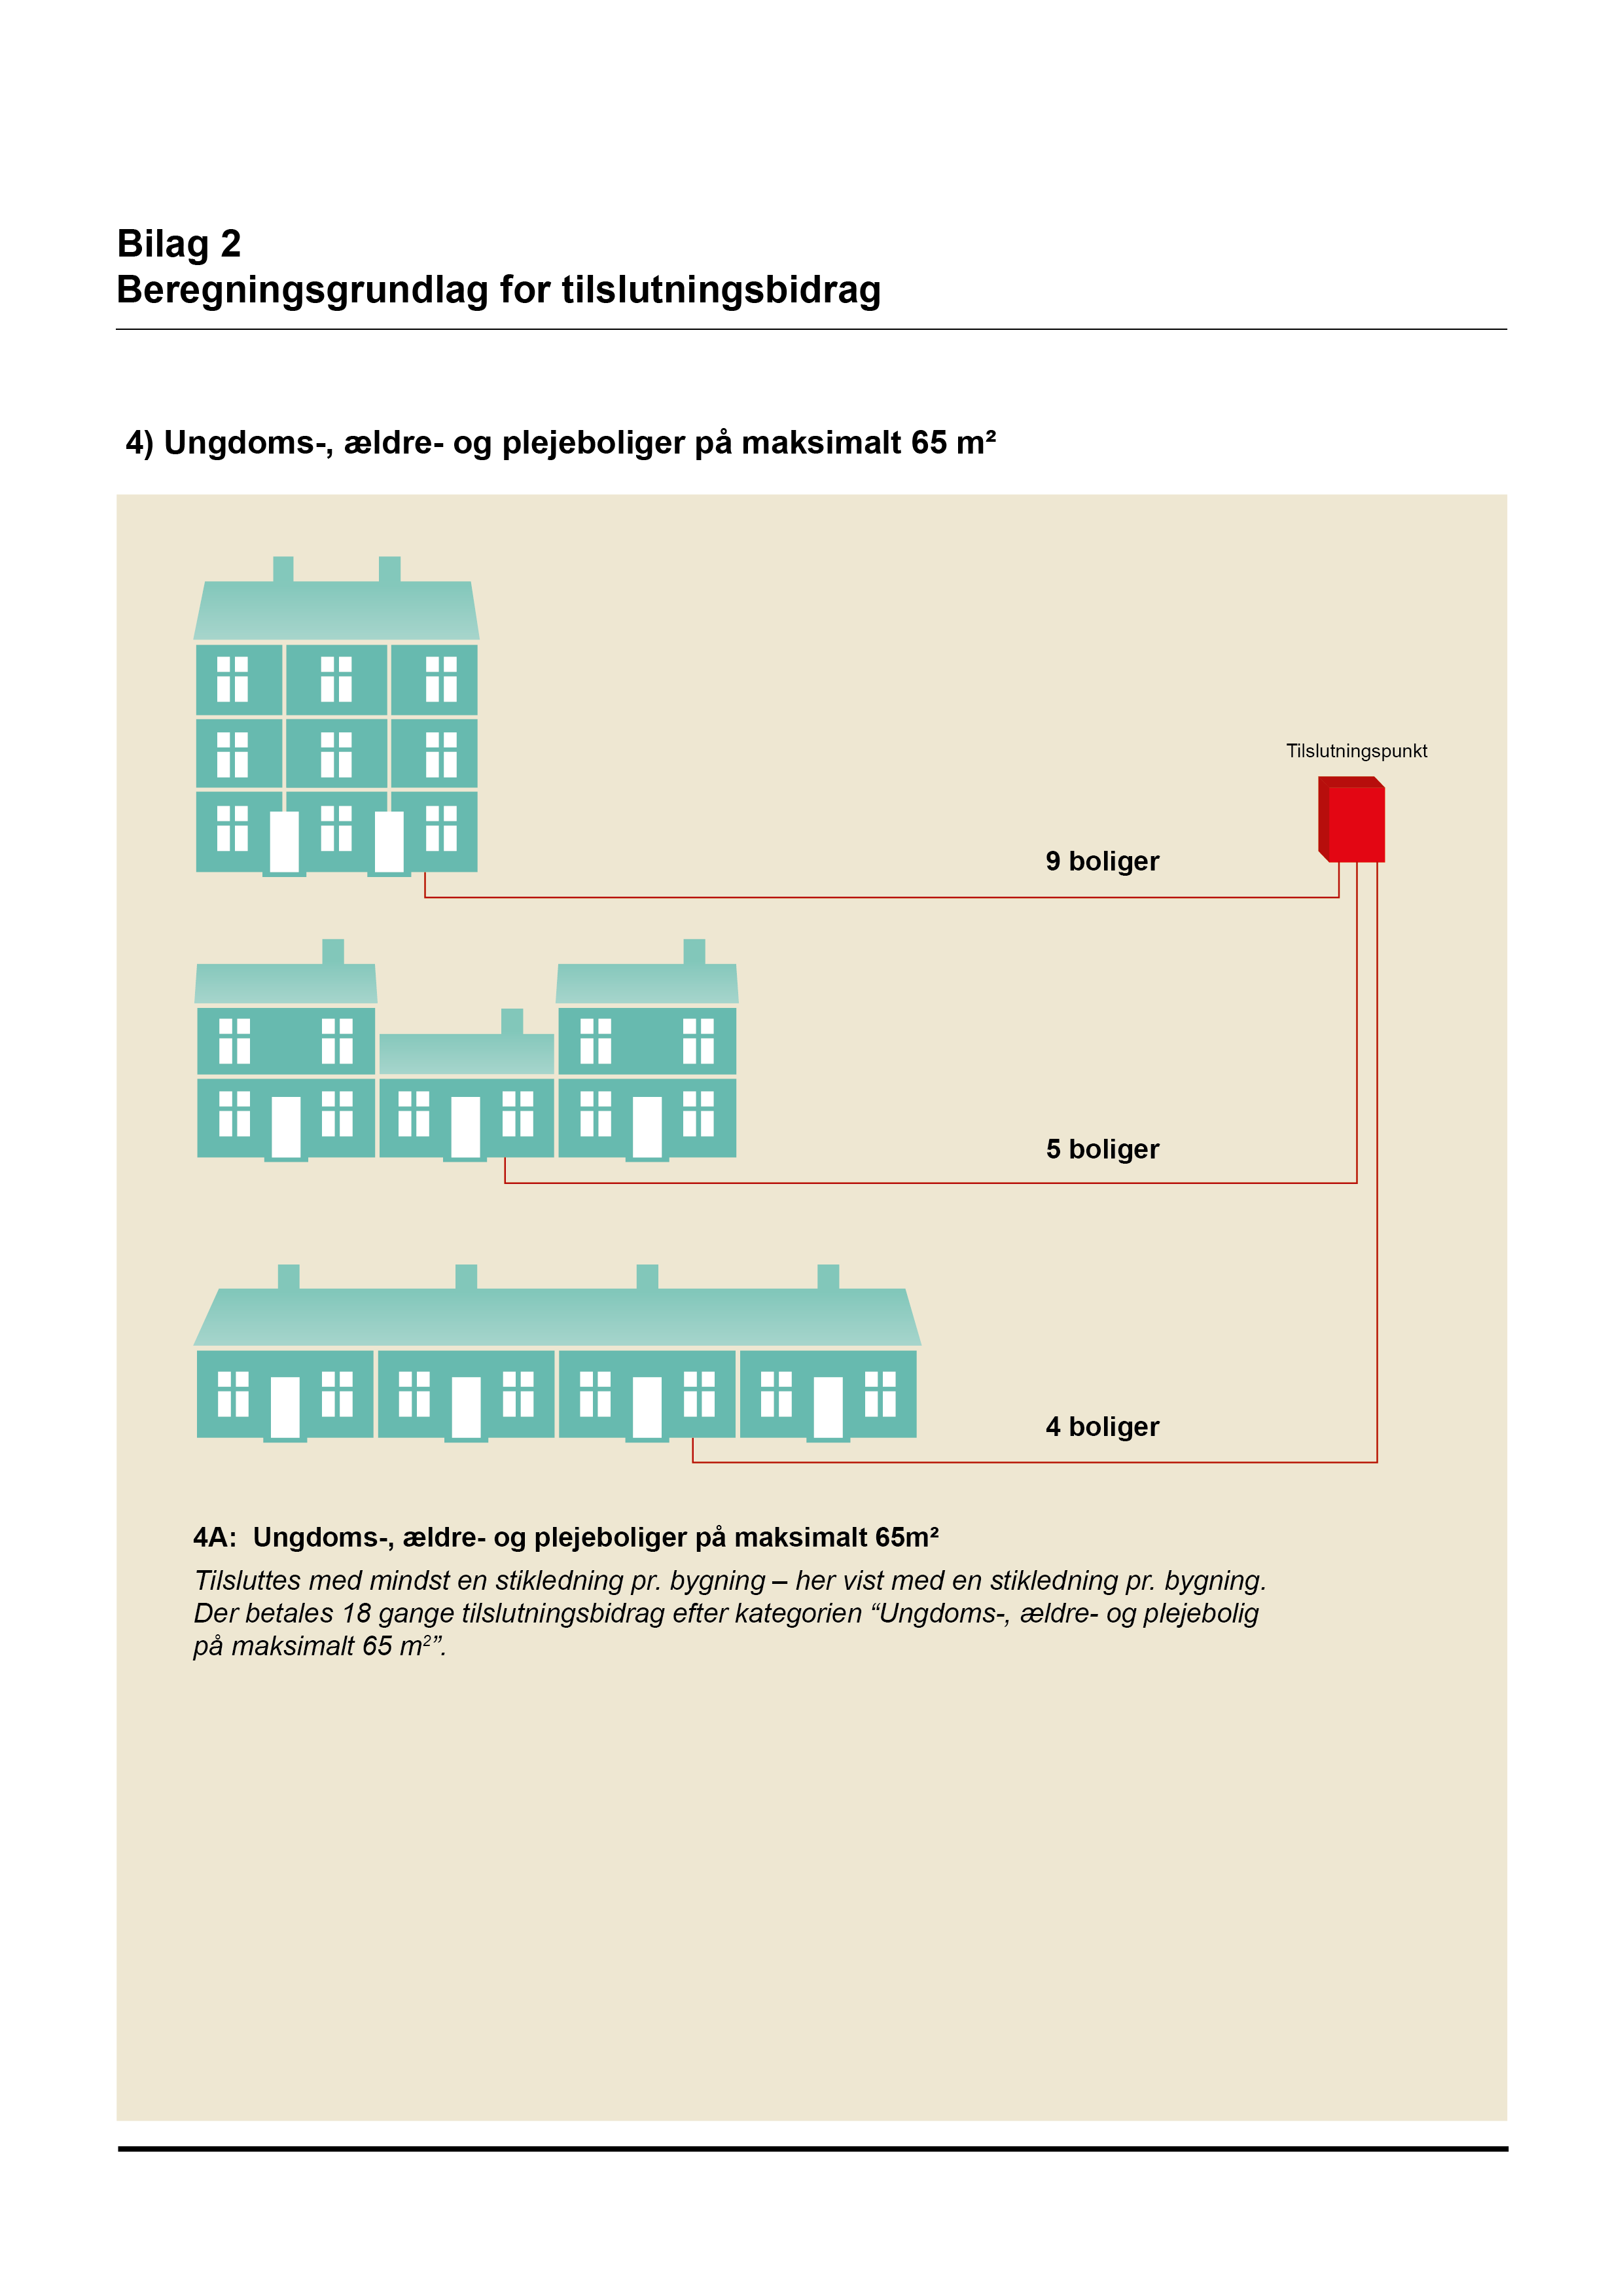 Bilag 2
Beregningsgrundlag for tilslutningsbidrag
4) Ungdoms-, ældre- og plejeboliger på maksimalt 65 m²
Tilslutningspunkt
9 boliger
5 boliger
4 boliger
4A: Ungdoms-, ældre- og plejeboliger på maksimalt 65m²
Tilsluttes med mindst en stikledning pr. bygning – her vist med en stikledning pr. bygning.
Der betales 18 gange tilslutningsbidrag efter kategorien “Ungdoms-, ældre- og plejebolig
på maksimalt 65 m²”.